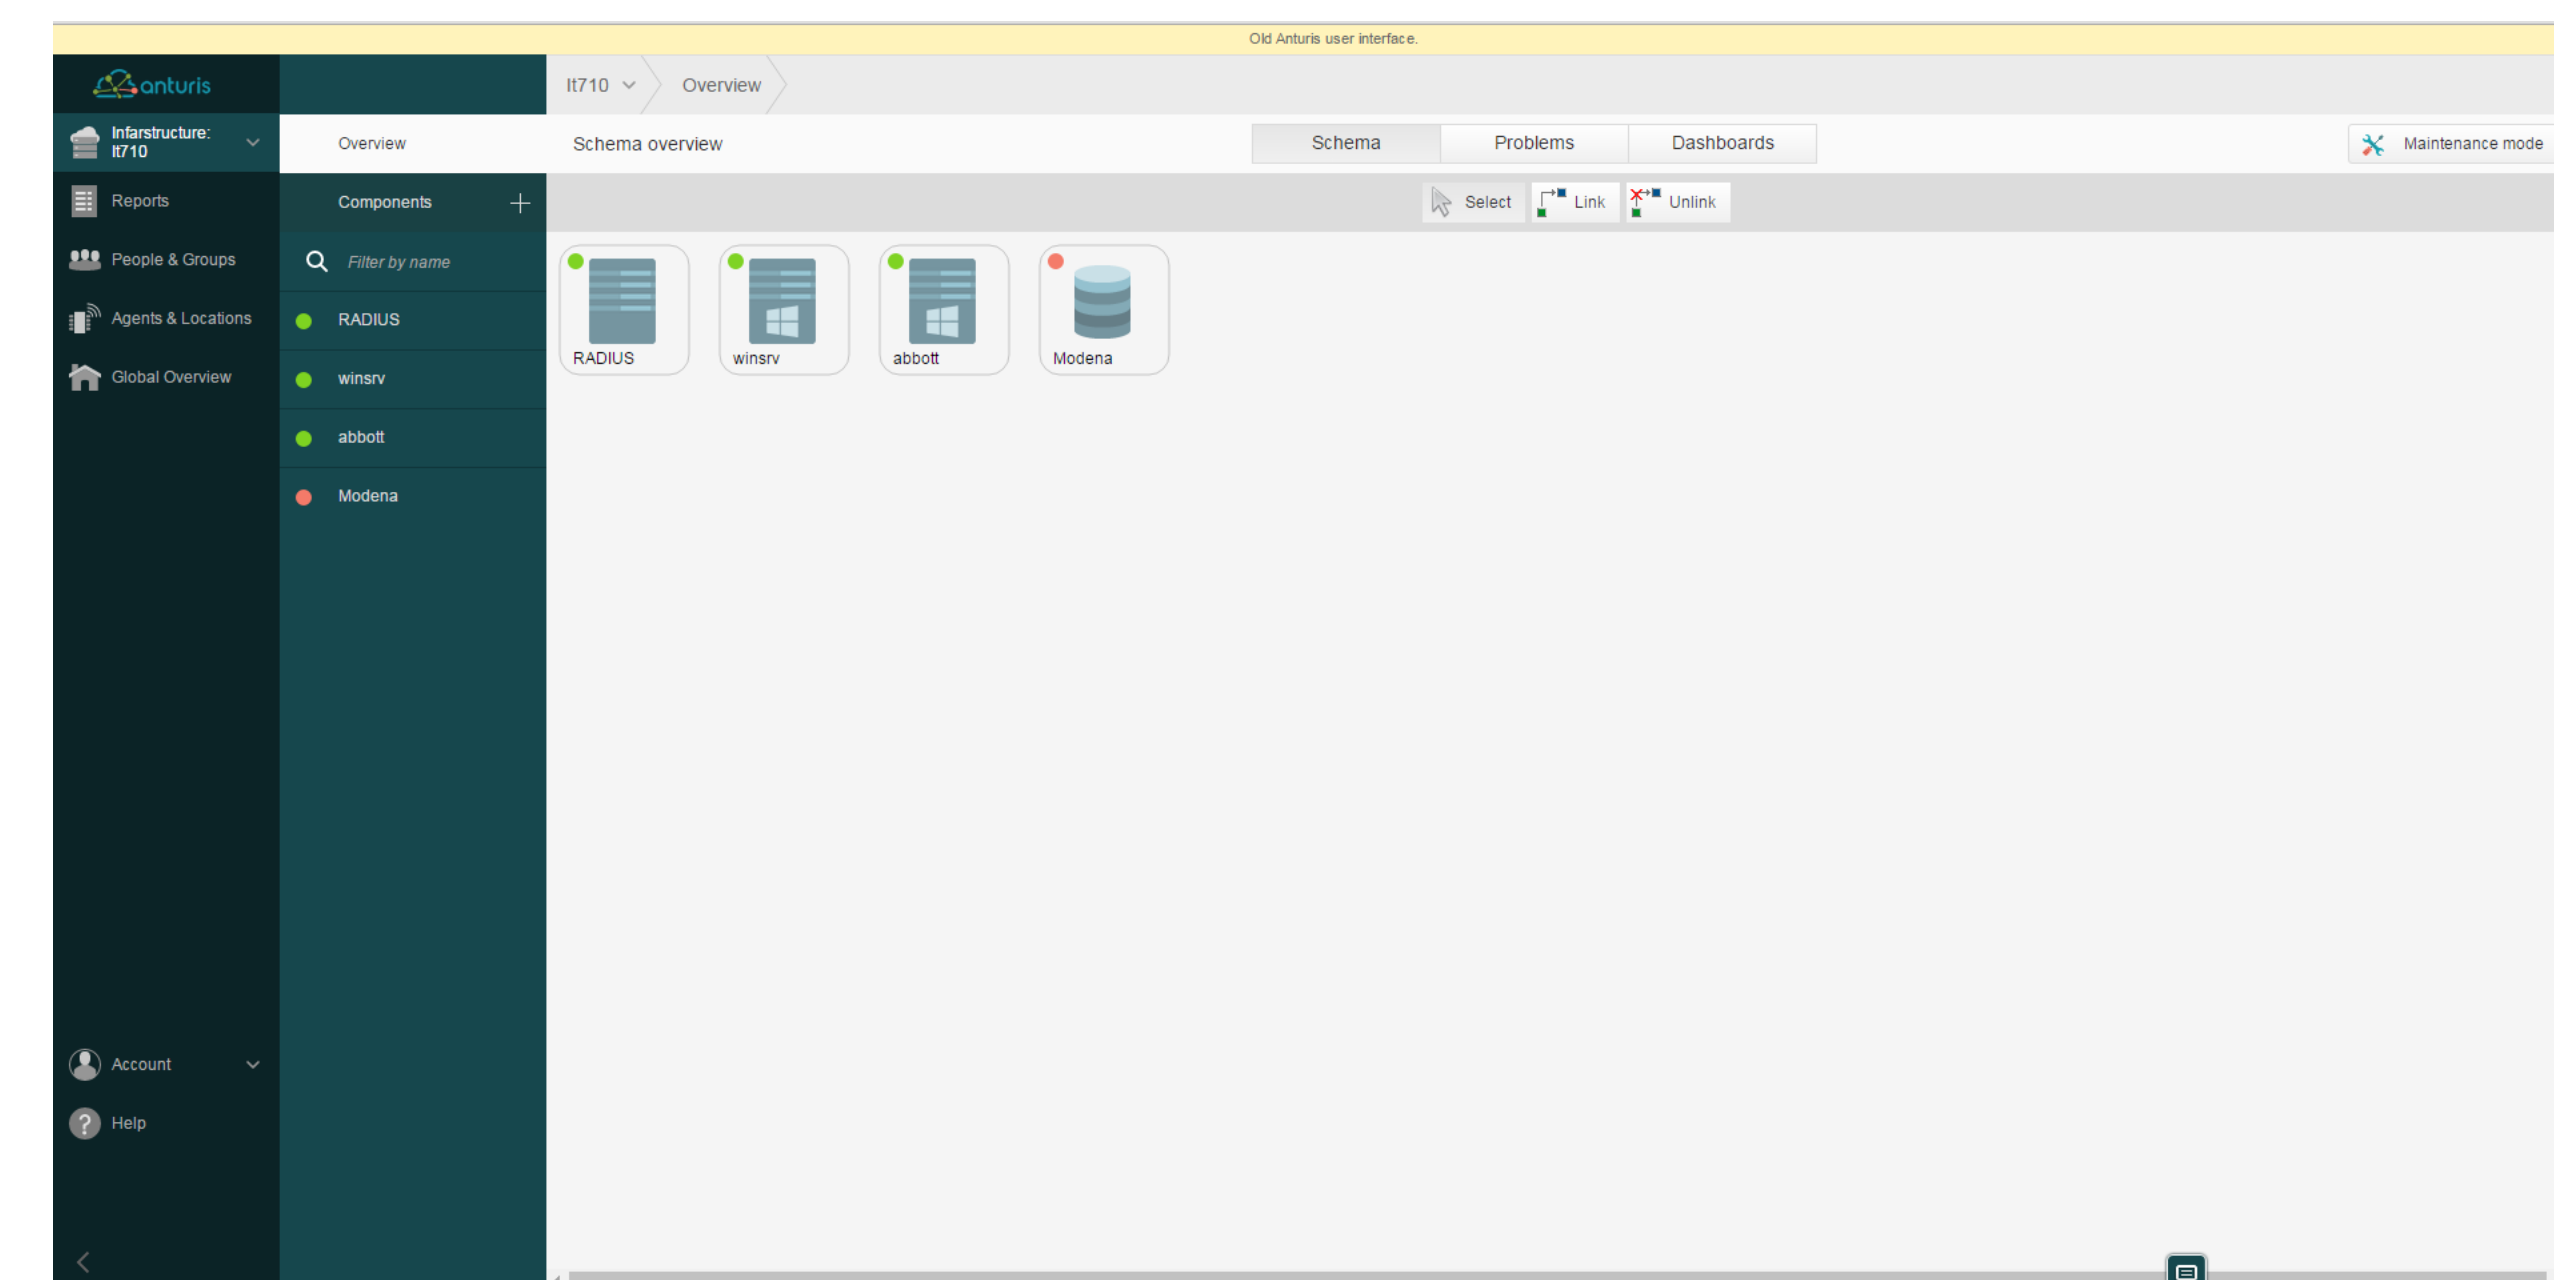 Old Anturis user interface.
anturis
It710
Overview
Infarstructure:
It710
Overview
Schema overview
Schema
Problems
Dashboards
Maintenance mode
Reports
Components
Select
Link
Unlink
People & Groups
Filter by name
Agents & Locations
RADIUS
RADIUS
winsrv
abbott
Modena
Global Overview
winsrv
abbott
Modena
Account
Help